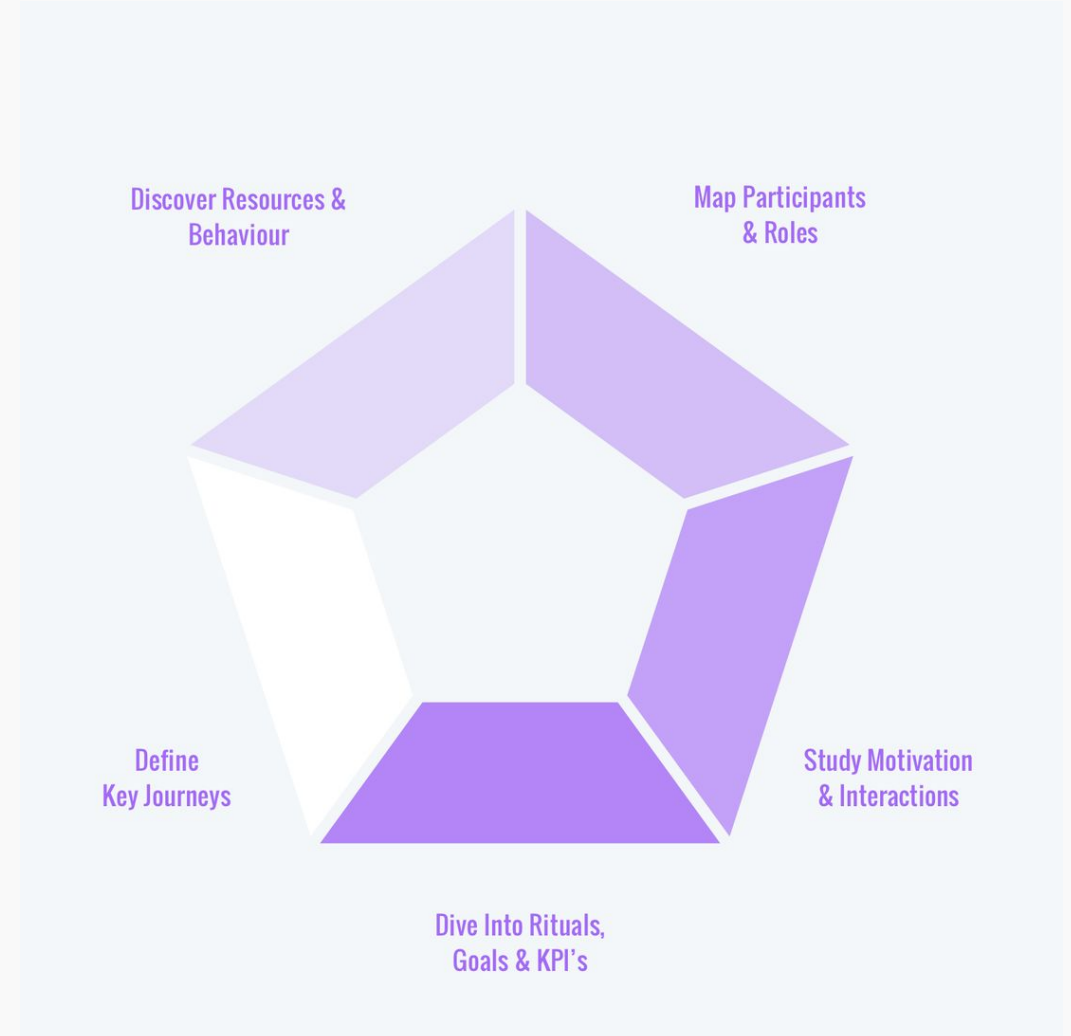 Discover Resources &
Behaviour
Map Participants
& Roles
Define
Key Journeys
Study Motivation
& Interactions
Dive Into Rituals,
Goals & KPI’s